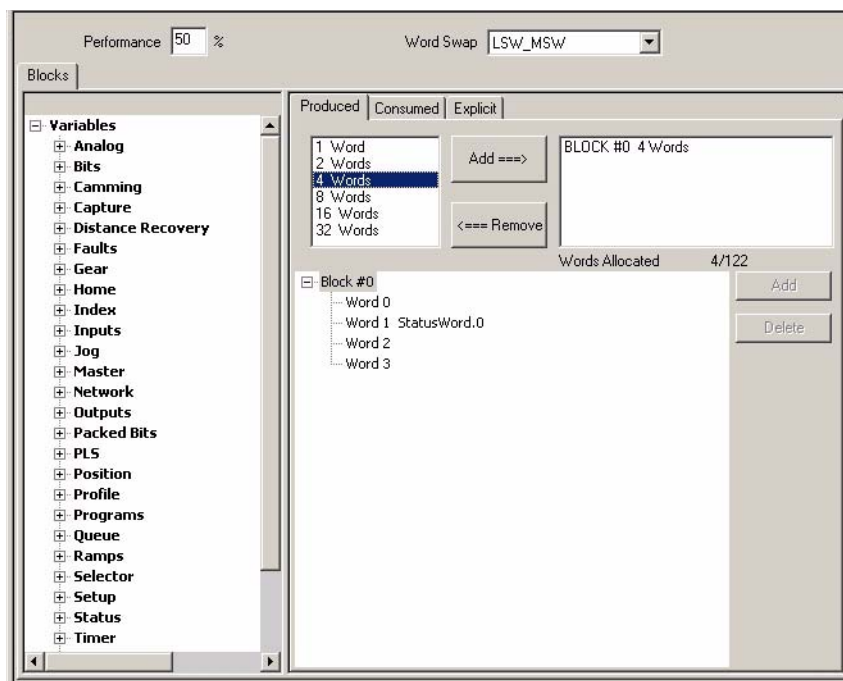 Performance 50 % Word Swap LSW_MSW
Blocks
Variables
Analog
Bits
Camming
Capture
Distance Recovery
Faults
Gear
Home
Index
Inputs
Jog
Master
Network
Outputs
Packed Bits
PLS
Position
Profile
Programs
Queue
Ramps
Selector
Setup
Status
Timer
Produced Consumed Explicit
1 Word
2 Words
4 Words
8 Words
16 Words
32 Words
Add ===>
<=== Remove
BLOCK #0 4 Words
Words Allocated 4/122
Block #0
Word 0
Word 1 StatusWord.0
Word 2
Word 3
Add
Delete